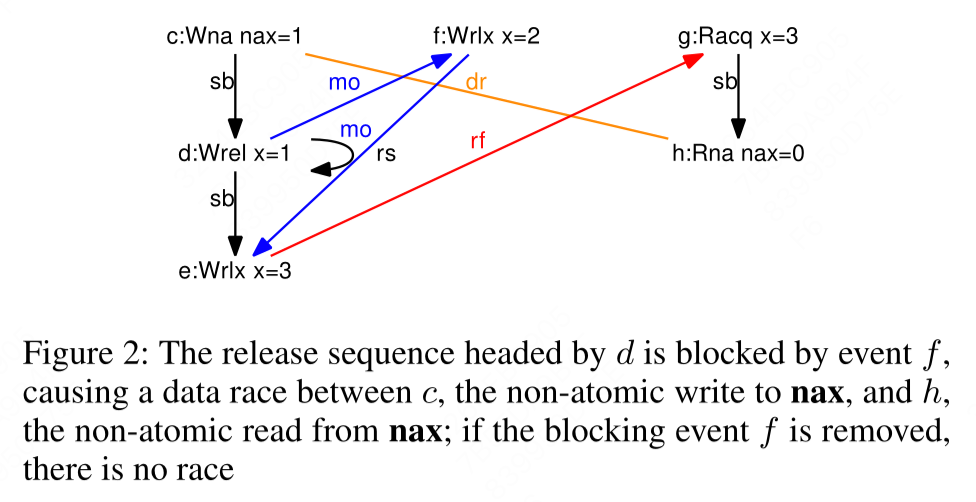 c:Wna nax=1 f:Wrlx x=2 g:Racq x=3
sb mo dr sb
mo rf
d:Wrel x=1 rs h:Rna nax=0
sb
e:Wrlx x=3
Figure 2: The release sequence headed by d is blocked by event f,
causing a data race between c, the non-atomic write to nax, and h,
the non-atomic read from nax; if the blocking event f is removed,
there is no race